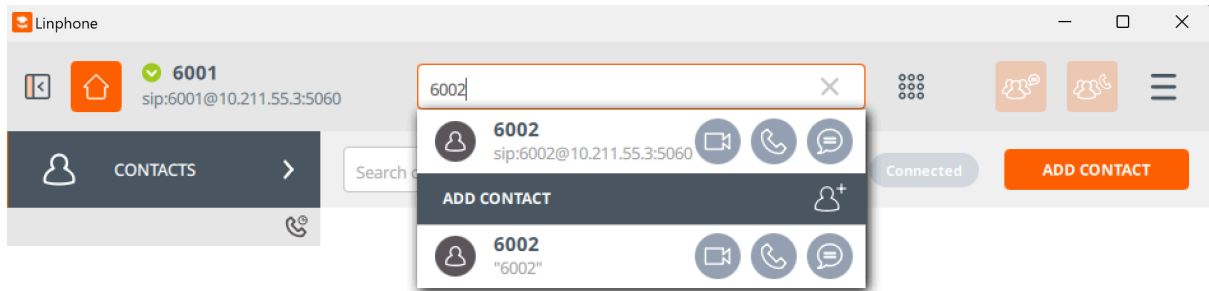 Linphone
6001
sip:6001@10.211.55.3:5060
6002
6002
sip:6002@10.211.55.3:5060
CONTACTS
Search
Connected
ADD CONTACT
ADD CONTACT
6002
"6002"